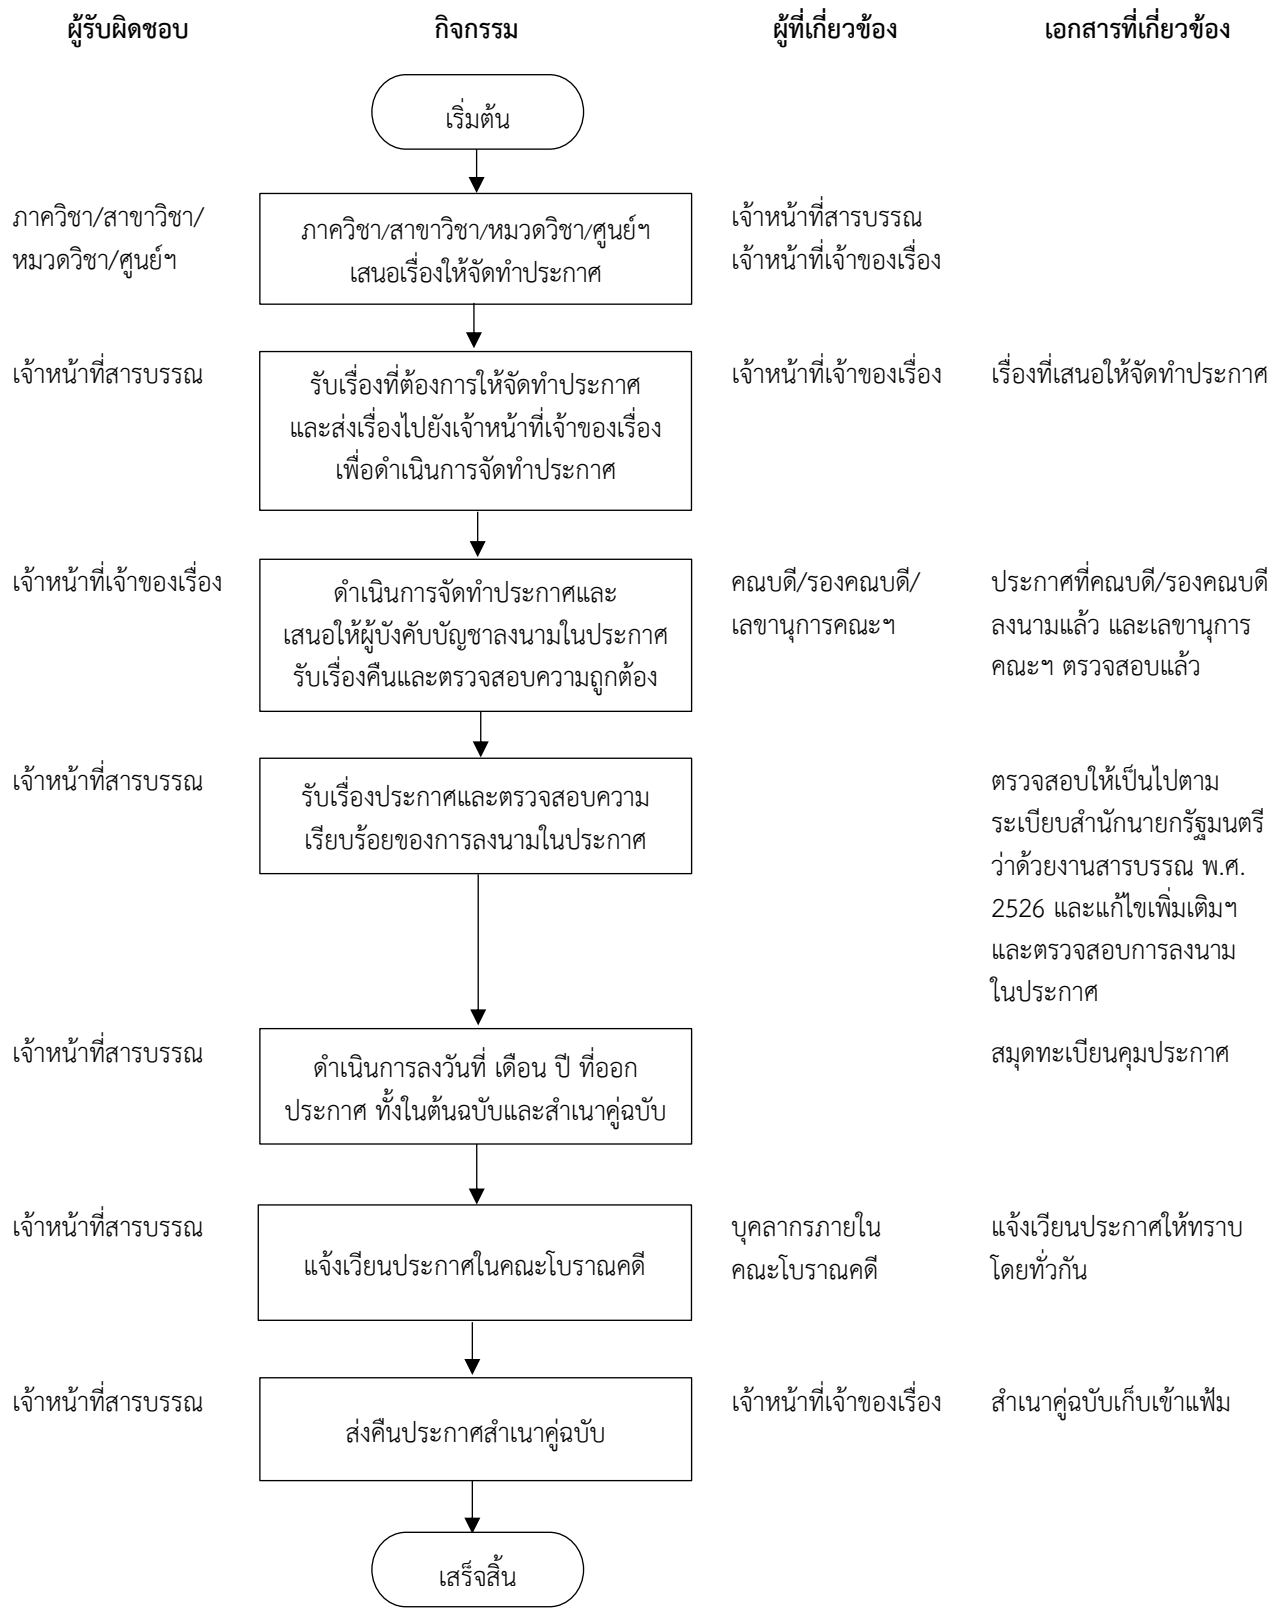 ผู้รับผิดชอบ กิจกรรม ผู้ที่เกี่ยวข้อง เอกสารที่เกี่ยวข้อง
เริ่มต้น
ภาควิชา/สาขาวิชา/
หมวดวิชา/ศูนย์ฯ
ภาควิชา/สาขาวิชา/หมวดวิชา/ศูนย์ฯ
เสนอเรื่องให้จัดทำประกาศ
เจ้าหน้าที่สารบรรณ
เจ้าหน้าที่เจ้าของเรื่อง
เจ้าหน้าที่สารบรรณ
รับเรื่องที่ต้องการให้จัดทำประกาศ
และส่งเรื่องไปยังเจ้าหน้าที่เจ้าของเรื่อง
เพื่อดำเนินการจัดทำประกาศ
เจ้าหน้าที่เจ้าของเรื่อง
เรื่องที่เสนอให้จัดทำประกาศ
เจ้าหน้าที่เจ้าของเรื่อง
ดำเนินการจัดทำประกาศและ
เสนอให้ผู้บังคับบัญชาลงนามในประกาศ
รับเรื่องคืนและตรวจสอบความถูกต้อง
คณบดี/รองคณบดี/
เลขานุการคณะฯ
ประกาศที่คณบดี/รองคณบดี
ลงนามแล้ว และเลขานุการ
คณะฯ ตรวจสอบแล้ว
เจ้าหน้าที่สารบรรณ
รับเรื่องประกาศและตรวจสอบความ
เรียบร้อยของการลงนามในประกาศ
ตรวจสอบให้เป็นไปตาม
ระเบียบสำนักนายกรัฐมนตรี
ว่าด้วยงานสารบรรณ พ.ศ.
2526 และแก้ไขเพิ่มเติมฯ
และตรวจสอบการลงนาม
ในประกาศ
เจ้าหน้าที่สารบรรณ
ดำเนินการลงวันที่ เดือน ปี ที่ออก
ประกาศ ทั้งในต้นฉบับและสำเนาคู่ฉบับ
สมุดทะเบียนคุมประกาศ
เจ้าหน้าที่สารบรรณ
แจ้งเวียนประกาศในคณะโบราณคดี
บุคลากรภายใน
คณะโบราณคดี
แจ้งเวียนประกาศให้ทราบ
โดยทั่วกัน
เจ้าหน้าที่สารบรรณ
ส่งคืนประกาศสำเนาคู่ฉบับ
เจ้าหน้าที่เจ้าของเรื่อง
สำเนาคู่ฉบับเก็บเข้าแฟ้ม
เสร็จสิ้น